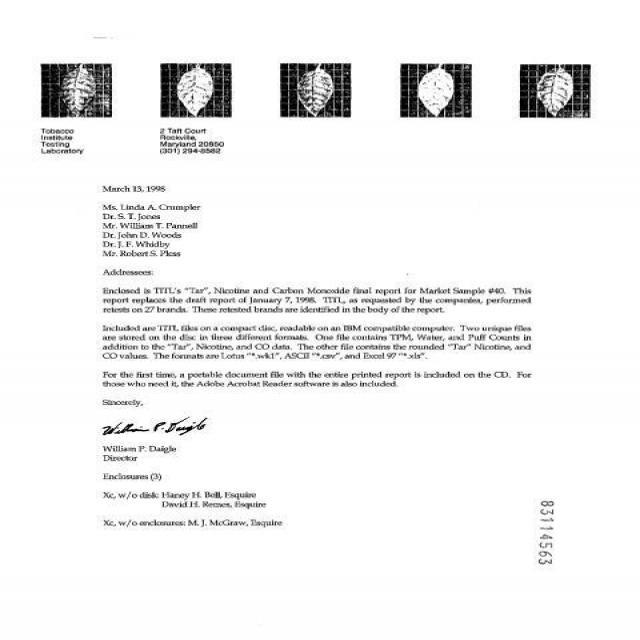 Tobacco
Institute
Testing
Laboratory
2 Taft Court
Rockville,
Maryland 20850
(301) 294-8582
March 13, 1998
Ms. Linda A. Crumpler
Dr. S. T. Jones
Mr. William T. Pannell
Dr. John D. Woods
Dr. J. F. Whidby
Mr. Robert S. Pless
Addressees:
Enclosed is TITL's "Tar", Nicotine and Carbon Monoxide final report for Market Sample #40. This
report replaces the draft report of January 7, 1998. TITL, as requested by the companies, performed
retests on 27 brands. These retested brands are identified in the body of the report.
Included are TITL files on a compact disc, readable on an IBM compatible computer. Two unique files
are stored on the disc in three different formats. One file contains TPM, Water, and Puff Counts in
addition to the "Tar", Nicotine, and CO data. The other file contains the rounded "Tar" Nicotine, and
CO values. The formats are Lotus "*.wk1", ASCII "*.csv", and Excel 97 "*.xls".
For the first time, a portable document file with the entire printed report is included on the CD. For
those who need it, the Adobe Acrobat Reader software is also included.
Sincerely,
William P. Daigle
William P. Daigle
Director
Enclosures (3)
Xc, w/o disk: Haney H. Bell, Esquire
David H. Remes, Esquire
Xc, w/o enclosures: M. J. McGraw, Esquire
83114563